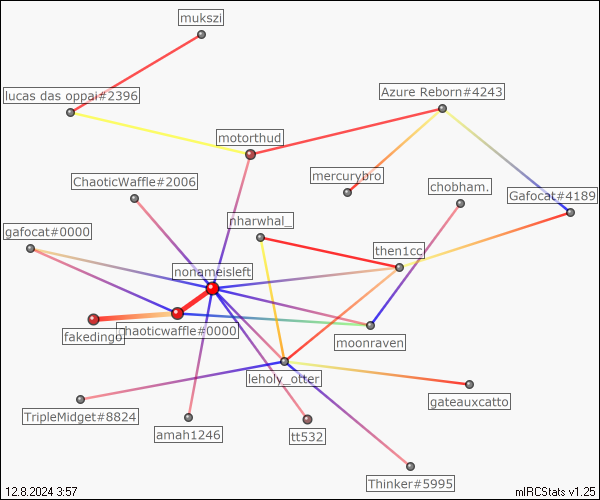 mukszi
lucas das oppai#2396
Azure Reborn#4243
motorthud
mercurybro
ChaoticWaffle#2006
chobham.
Gafocat#4189
nharwhal_
gafocat#0000
then1cc
nonameisleft
fakedingo
chaoticwaffle#0000
moonraven
leholy_otter
gateauxcatto
TripleMidget#8824
amah1246
tt532
Thinker#5995
12.8.2024 3:57
mIRCStats v1.25